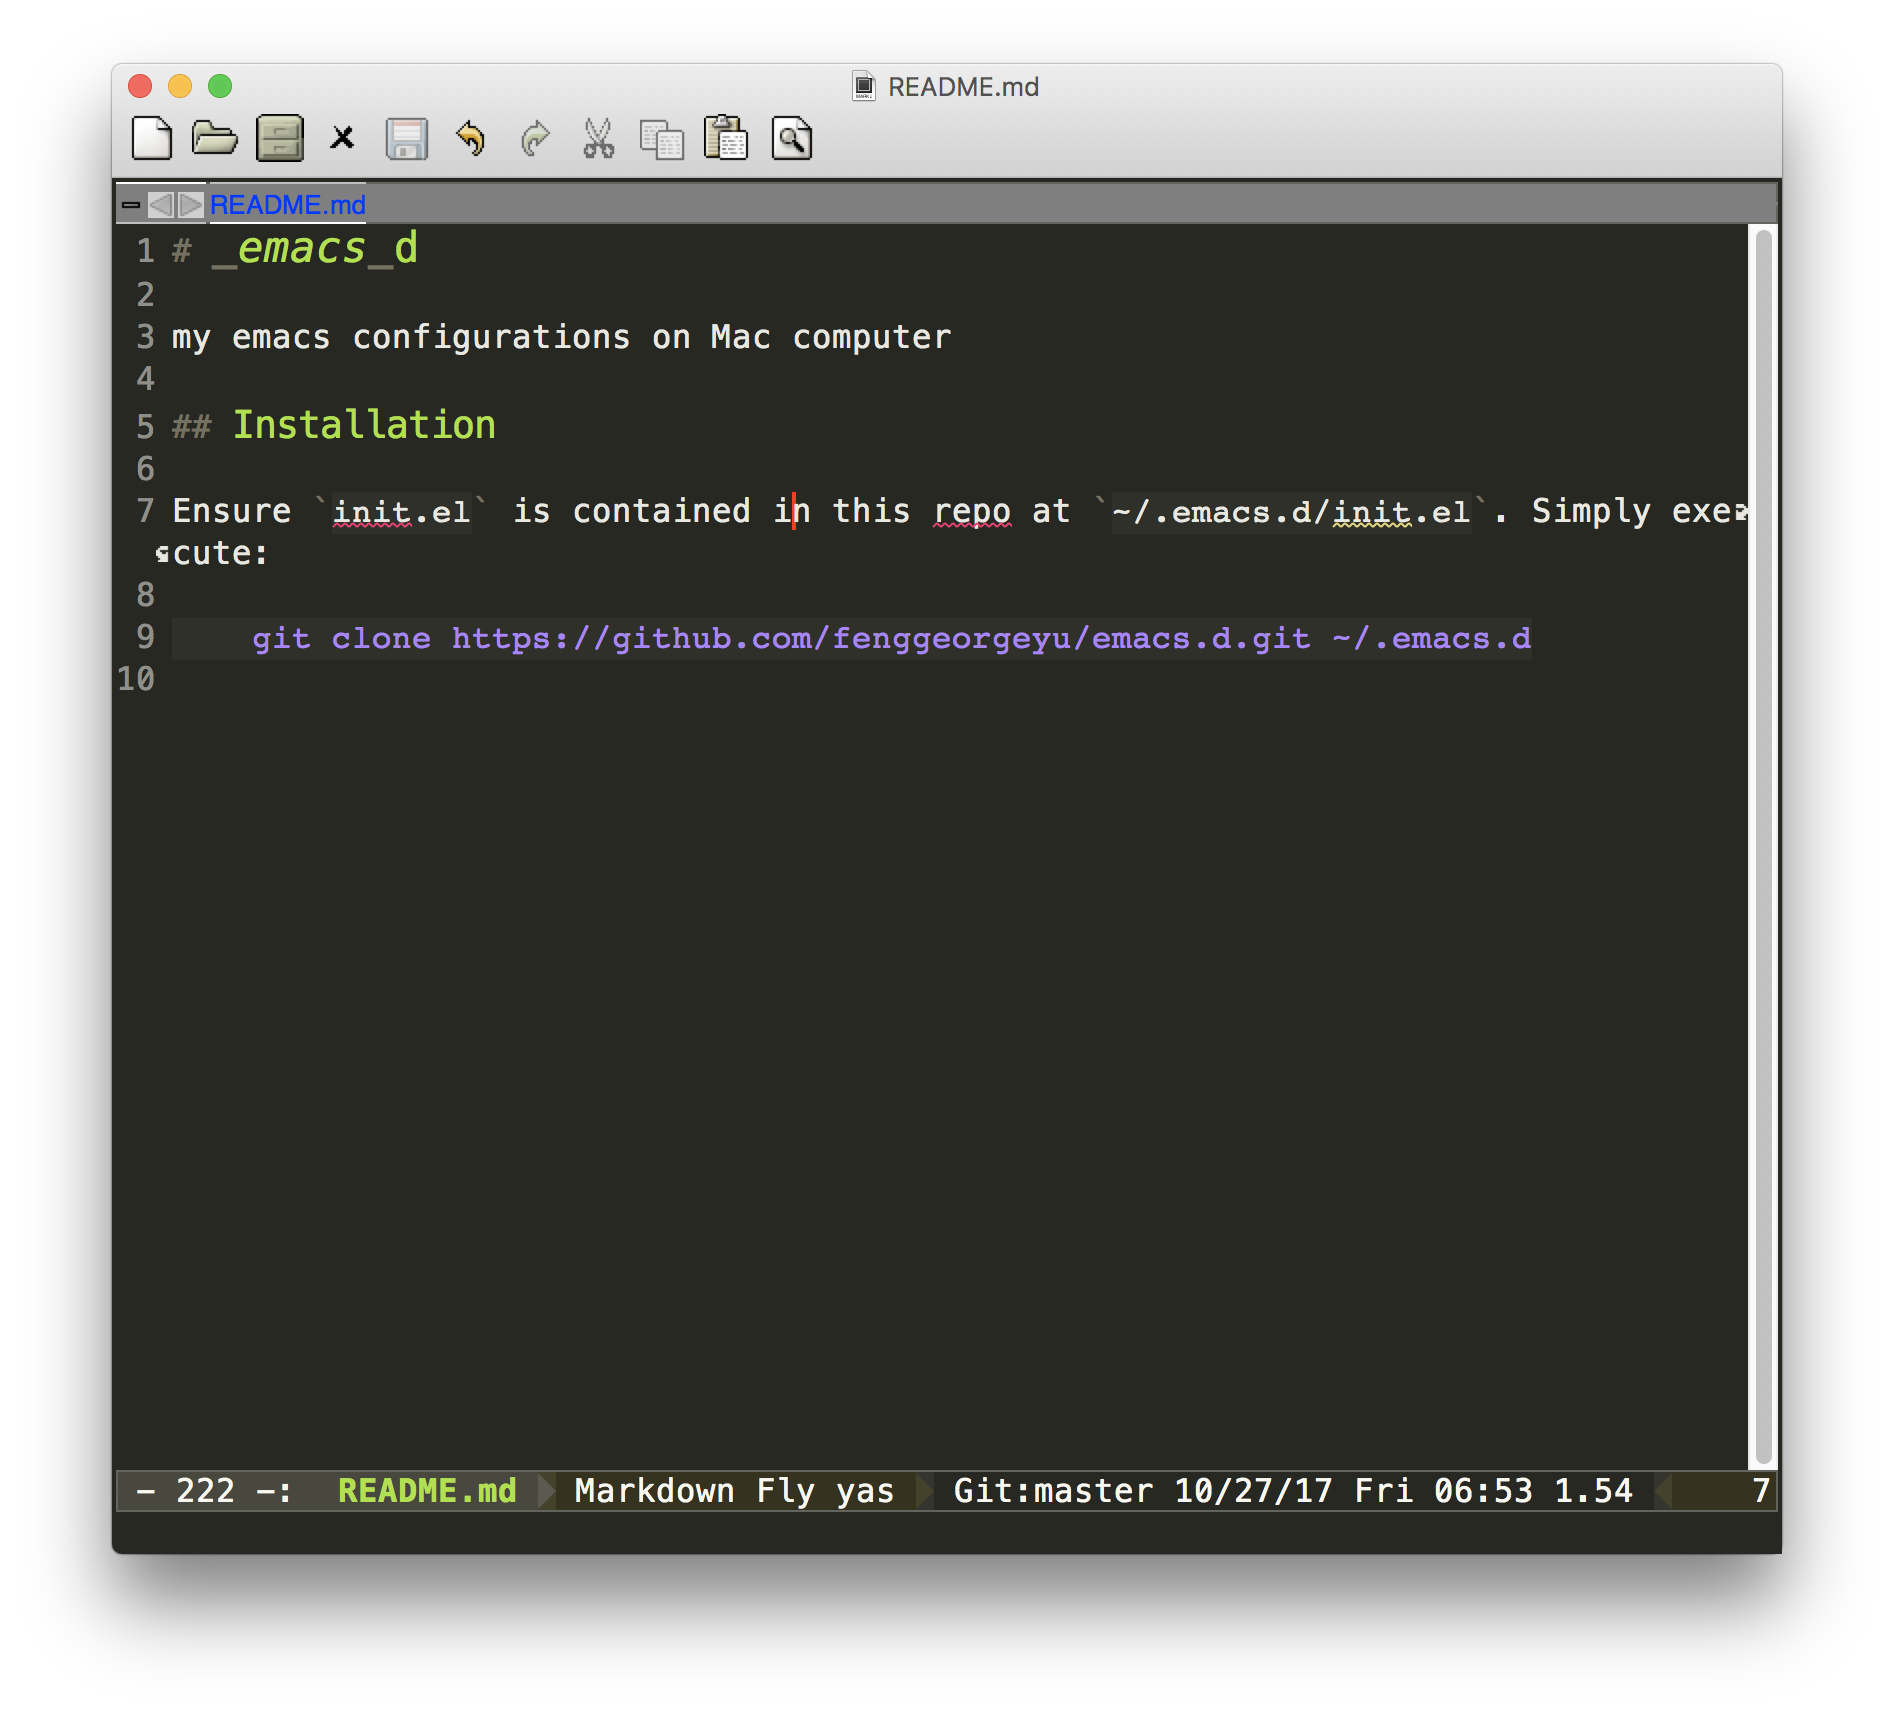 README.md
README.md
1 # _emacs_d
2
3 my emacs configurations on Mac computer
4
5 ## Installation
6
7 Ensure `init.el` is contained in this repo at `~/.emacs.d/init.el`. Simply exe
cute:
8
9     git clone https://github.com/fenggeorgeyu/emacs.d.git ~/.emacs.d
10
- 222 -:  README.md  Markdown Fly yas  Git:master 10/27/17 Fri 06:53 1.54  7